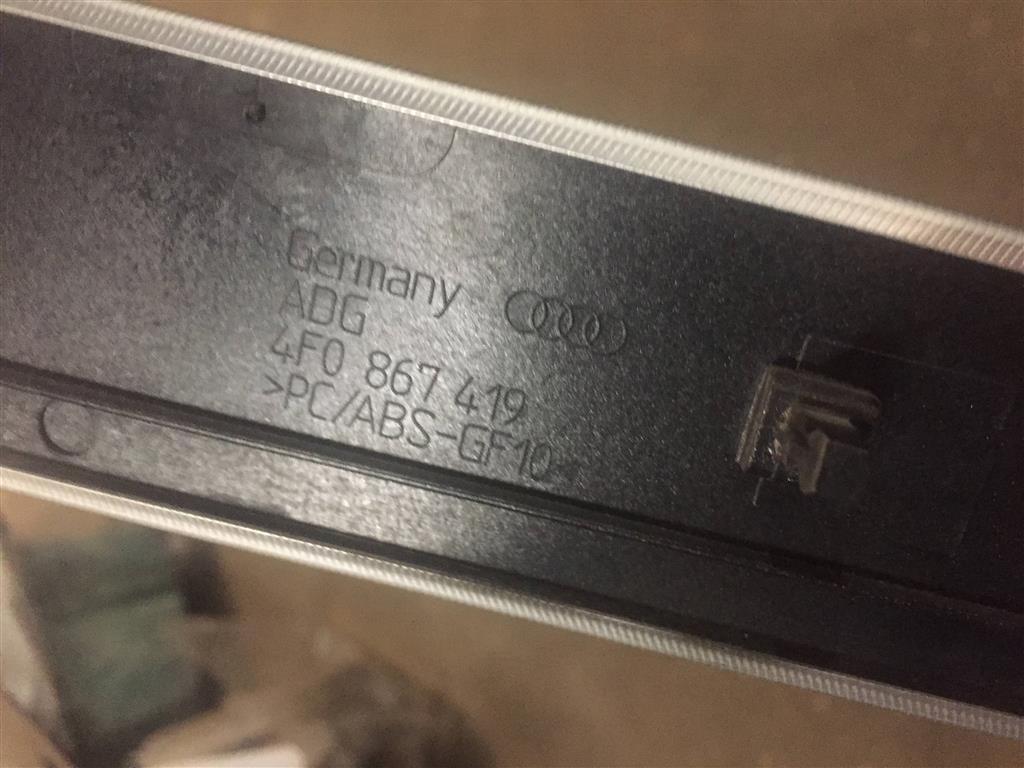 Germany
ADG
4F0 867 419
>PC/ABS-GF10